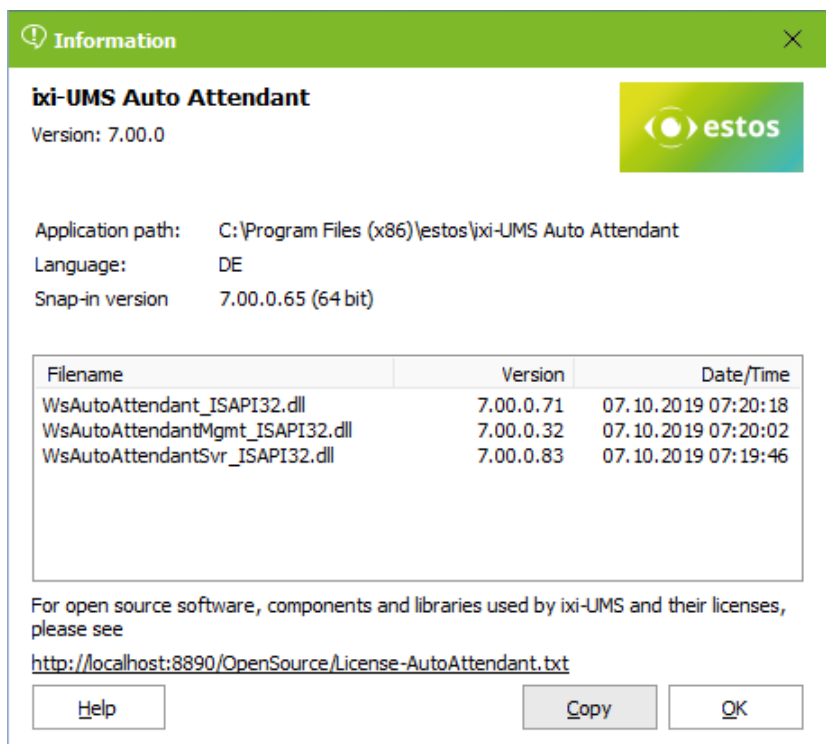 Information
ixi-UMS Auto Attendant
Version: 7.00.0
estos
Application path: C:\Program Files (x86)\estos\ixi-UMS Auto Attendant
Language: DE
Snap-in version 7.00.0.65 (64 bit)
Filename Version Date/Time
WsAutoAttendant_ISAPI32.dll 7.00.0.71 07.10.2019 07:20:18
WsAutoAttendantMgmt_ISAPI32.dll 7.00.0.32 07.10.2019 07:20:02
WsAutoAttendantSvr_ISAPI32.dll 7.00.0.83 07.10.2019 07:19:46
For open source software, components and libraries used by ixi-UMS and their licenses,
please see
http://localhost:8890/OpenSource/License-AutoAttendant.txt
Help Copy OK